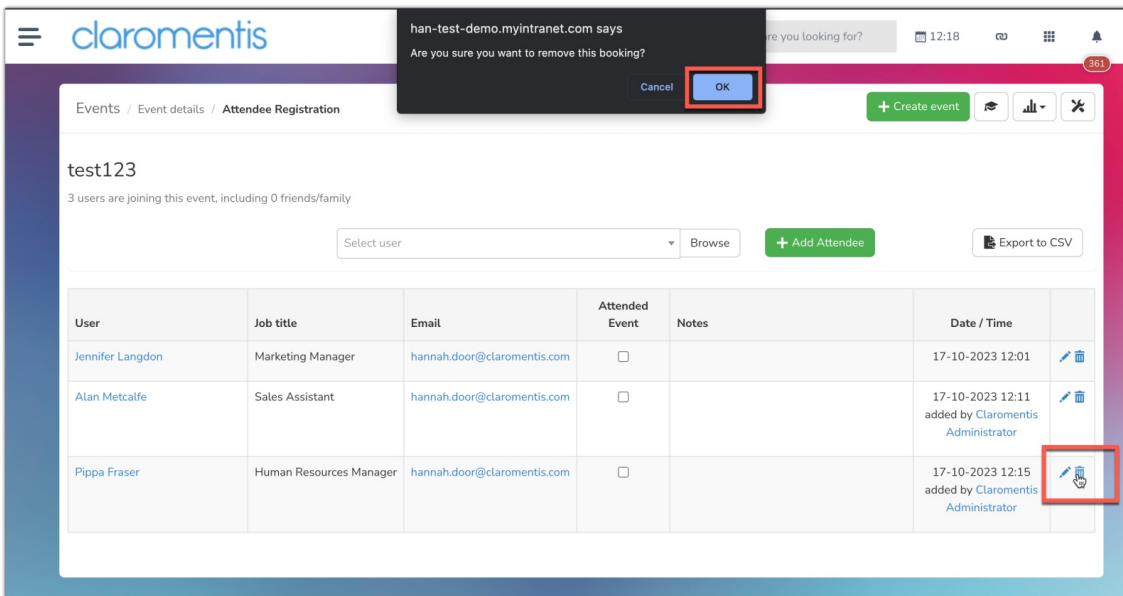 claromentis
han-test-demo.myintranet.com says
Are you sure you want to remove this booking?
Cancel OK
re you looking for?
12:18
361
Events / Event details / Attendee Registration
+ Create event
test123
3 users are joining this event, including 0 friends/family
Select user
Browse
+ Add Attendee
Export to CSV
User Job title Email Attended Event Notes Date / Time
Jennifer Langdon Marketing Manager hannah.door@claromentis.com 17-10-2023 12:01
Alan Metcalfe Sales Assistant hannah.door@claromentis.com 17-10-2023 12:11
added by Claromentis
Administrator
Pippa Fraser Human Resources Manager hannah.door@claromentis.com 17-10-2023 12:15
added by Claromentis
Administrator